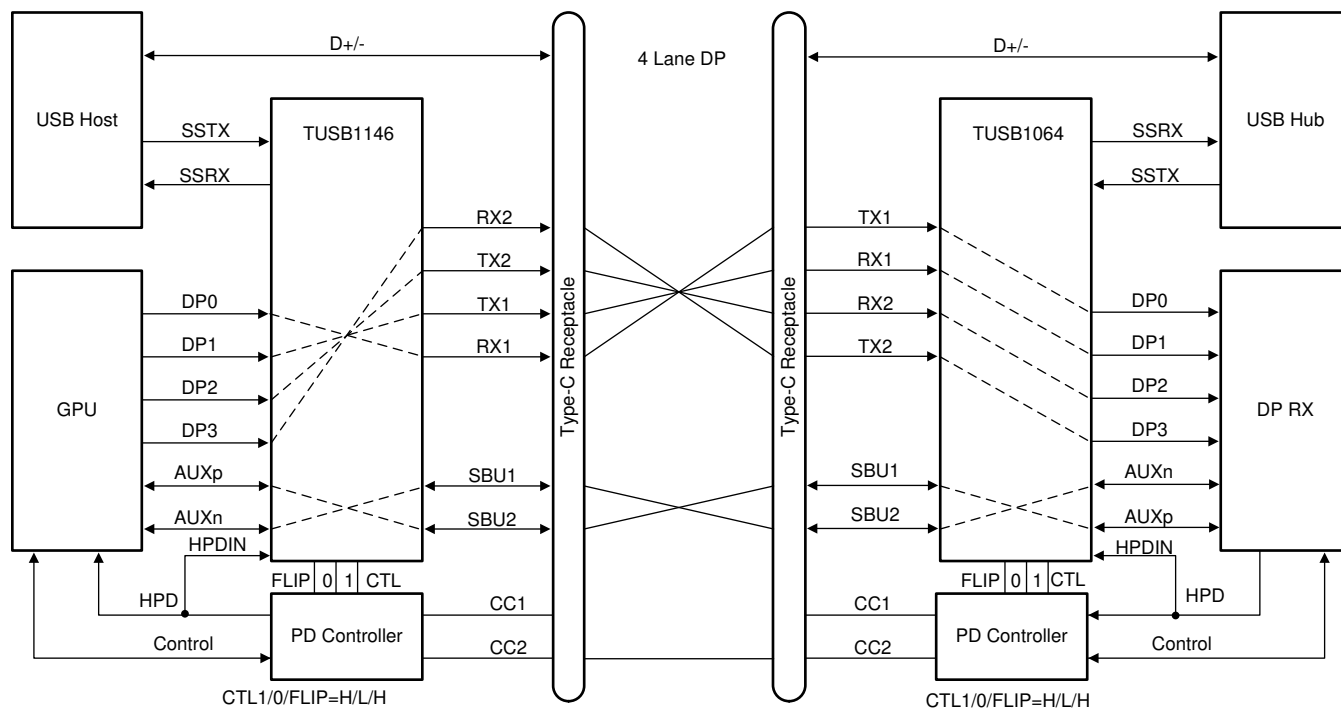 D+/-
4 Lane DP
D+/-
USB Host
SSTX
SSRX
TUSB1146
TUSB1064
SSRX
SSTX
USB Hub
RX2
TX2
TX1
RX1
Type-C Receptacle
Type-C Receptacle
TX1
RX1
RX2
TX2
GPU
DP0
DP1
DP2
DP3
AUXp
AUXn
HPDIN
SBU1
SBU2
SBU1
SBU2
DP0
DP1
DP2
DP3
AUXn
AUXp
HPDIN
DP RX
FLIP 0 1 CTL
FLIP 0 1 CTL
HPD
Control
PD Controller
CC1
CC2
CC1
CC2
PD Controller
HPD
Control
CTL1/0/FLIP=H/L/H
CTL1/0/FLIP=H/L/H